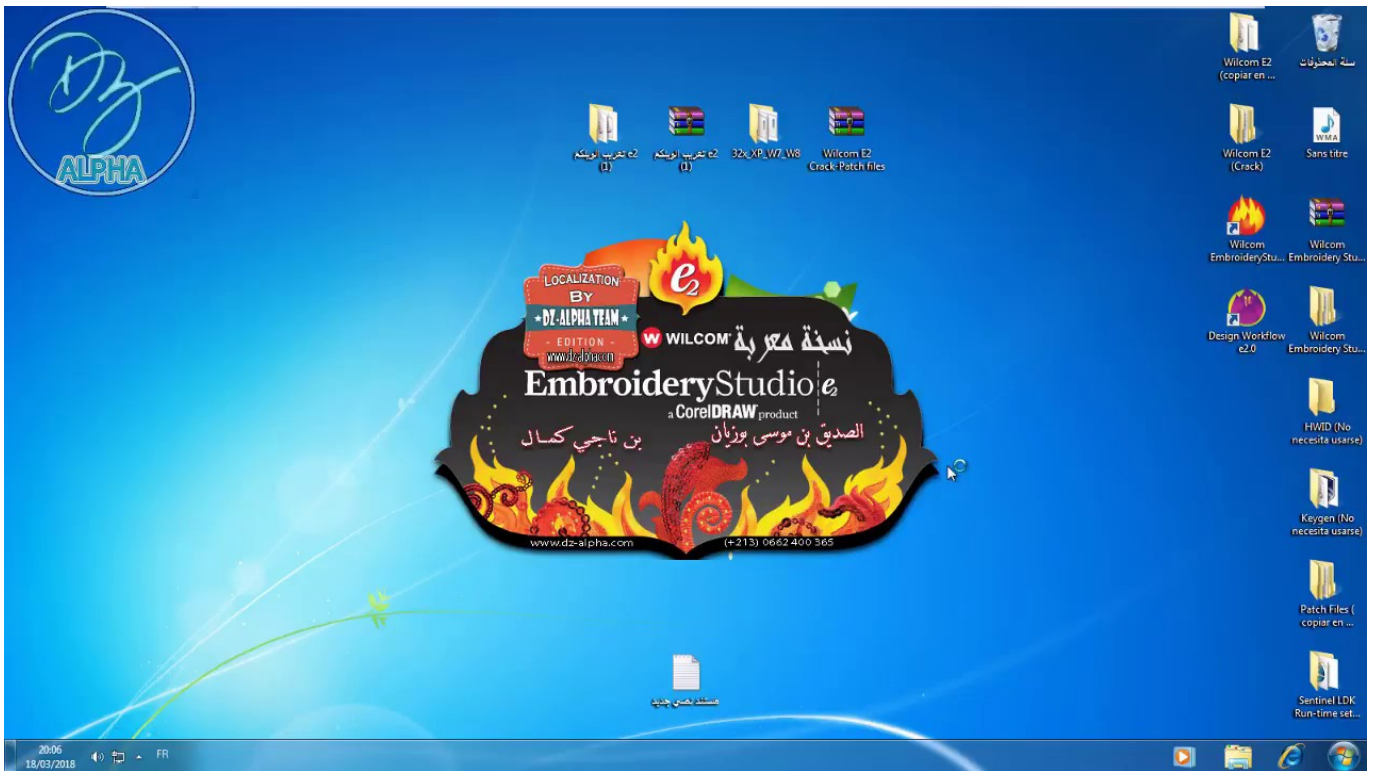 DZ
ALPHA
Wilcom E2
(copiar en ...
سلة المحذوفات
e2 تعريب الويلكم
(1)
e2 تعريب الويلكم
(1)
32x_XP_W7_W8
Wilcom E2
Crack-Patch files
Wilcom E2
(Crack)
WMA
Sans titre
Wilcom
EmbroideryStu...
Wilcom
Embroidery Stu...
Design Workflow
e2.0
Wilcom
Embroidery Stu...
HWID (No
necesita usarse)
Keygen (No
necesita usarse)
Patch Files (
copiar en ...
Sentinel LDK
Run-time set...
e2
LOCALIZATION
BY
DZ-ALPHA TEAM
- EDITION -
www.dz-alpha.com
W WILCOM نسخة معربة
EmbroideryStudio e2
a CorelDRAW product
الصديق بن موسى بوزيان
بن ناجي كمال
www.dz-alpha.com
(+213) 0662 400 365
مستند نصي جديد
20:06
18/03/2018
FR